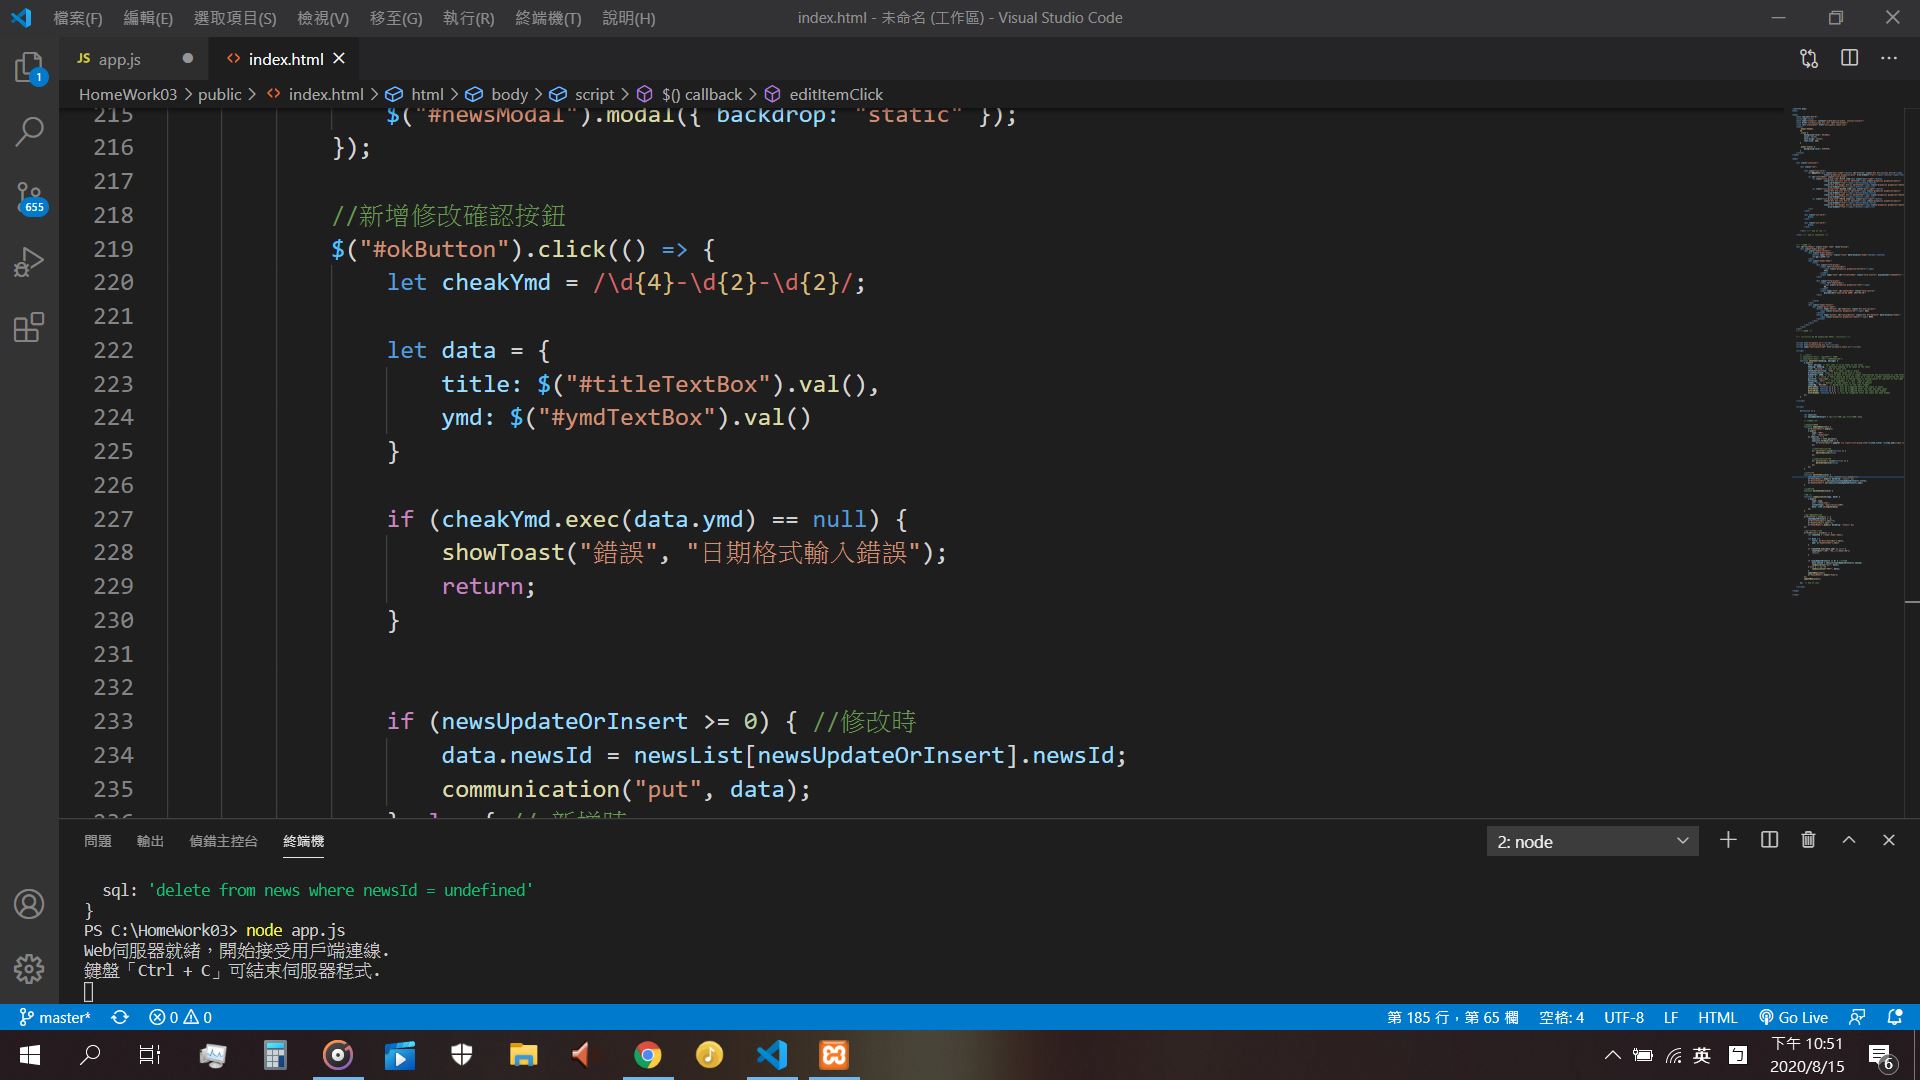 檔案(F) 編輯(E) 選取項目(S) 檢視(V) 移至(G) 執行(R) 終端機(T) 說明(H) index.html - 未命名 (工作區) - Visual Studio Code
JS app.js index.html
HomeWork03 > public > index.html > html > body > script > $() callback > editItemClick
1
655
215 $("#newsModal").modal({ backdrop: "static" });
216 });
217
218 //新增修改確認按鈕
219 $("#okButton").click(() => {
220 let cheakYmd = /\d{4}-\d{2}-\d{2}/;
221
222 let data = {
223 title: $("#titleTextBox").val(),
224 ymd: $("#ymdTextBox").val()
225 }
226
227 if (cheakYmd.exec(data.ymd) == null) {
228 showToast("錯誤", "日期格式輸入錯誤");
229 return;
230 }
231
232
233 if (newsUpdateOrInsert >= 0) { //修改時
234 data.newsId = newsList[newsUpdateOrInsert].newsId;
235 communication("put", data);
問題 輸出 偵錯主控台 終端機 2: node
sql: 'delete from news where newsId = undefined'
}
PS C:\HomeWork03> node app.js
Web伺服器就緒，開始接受用戶端連線.
鍵盤「Ctrl + C」可結束伺服器程式.
master* 0 0 第 185 行，第 65 欄 空格: 4 UTF-8 LF HTML Go Live
英 下午 10:51
2020/8/15
6